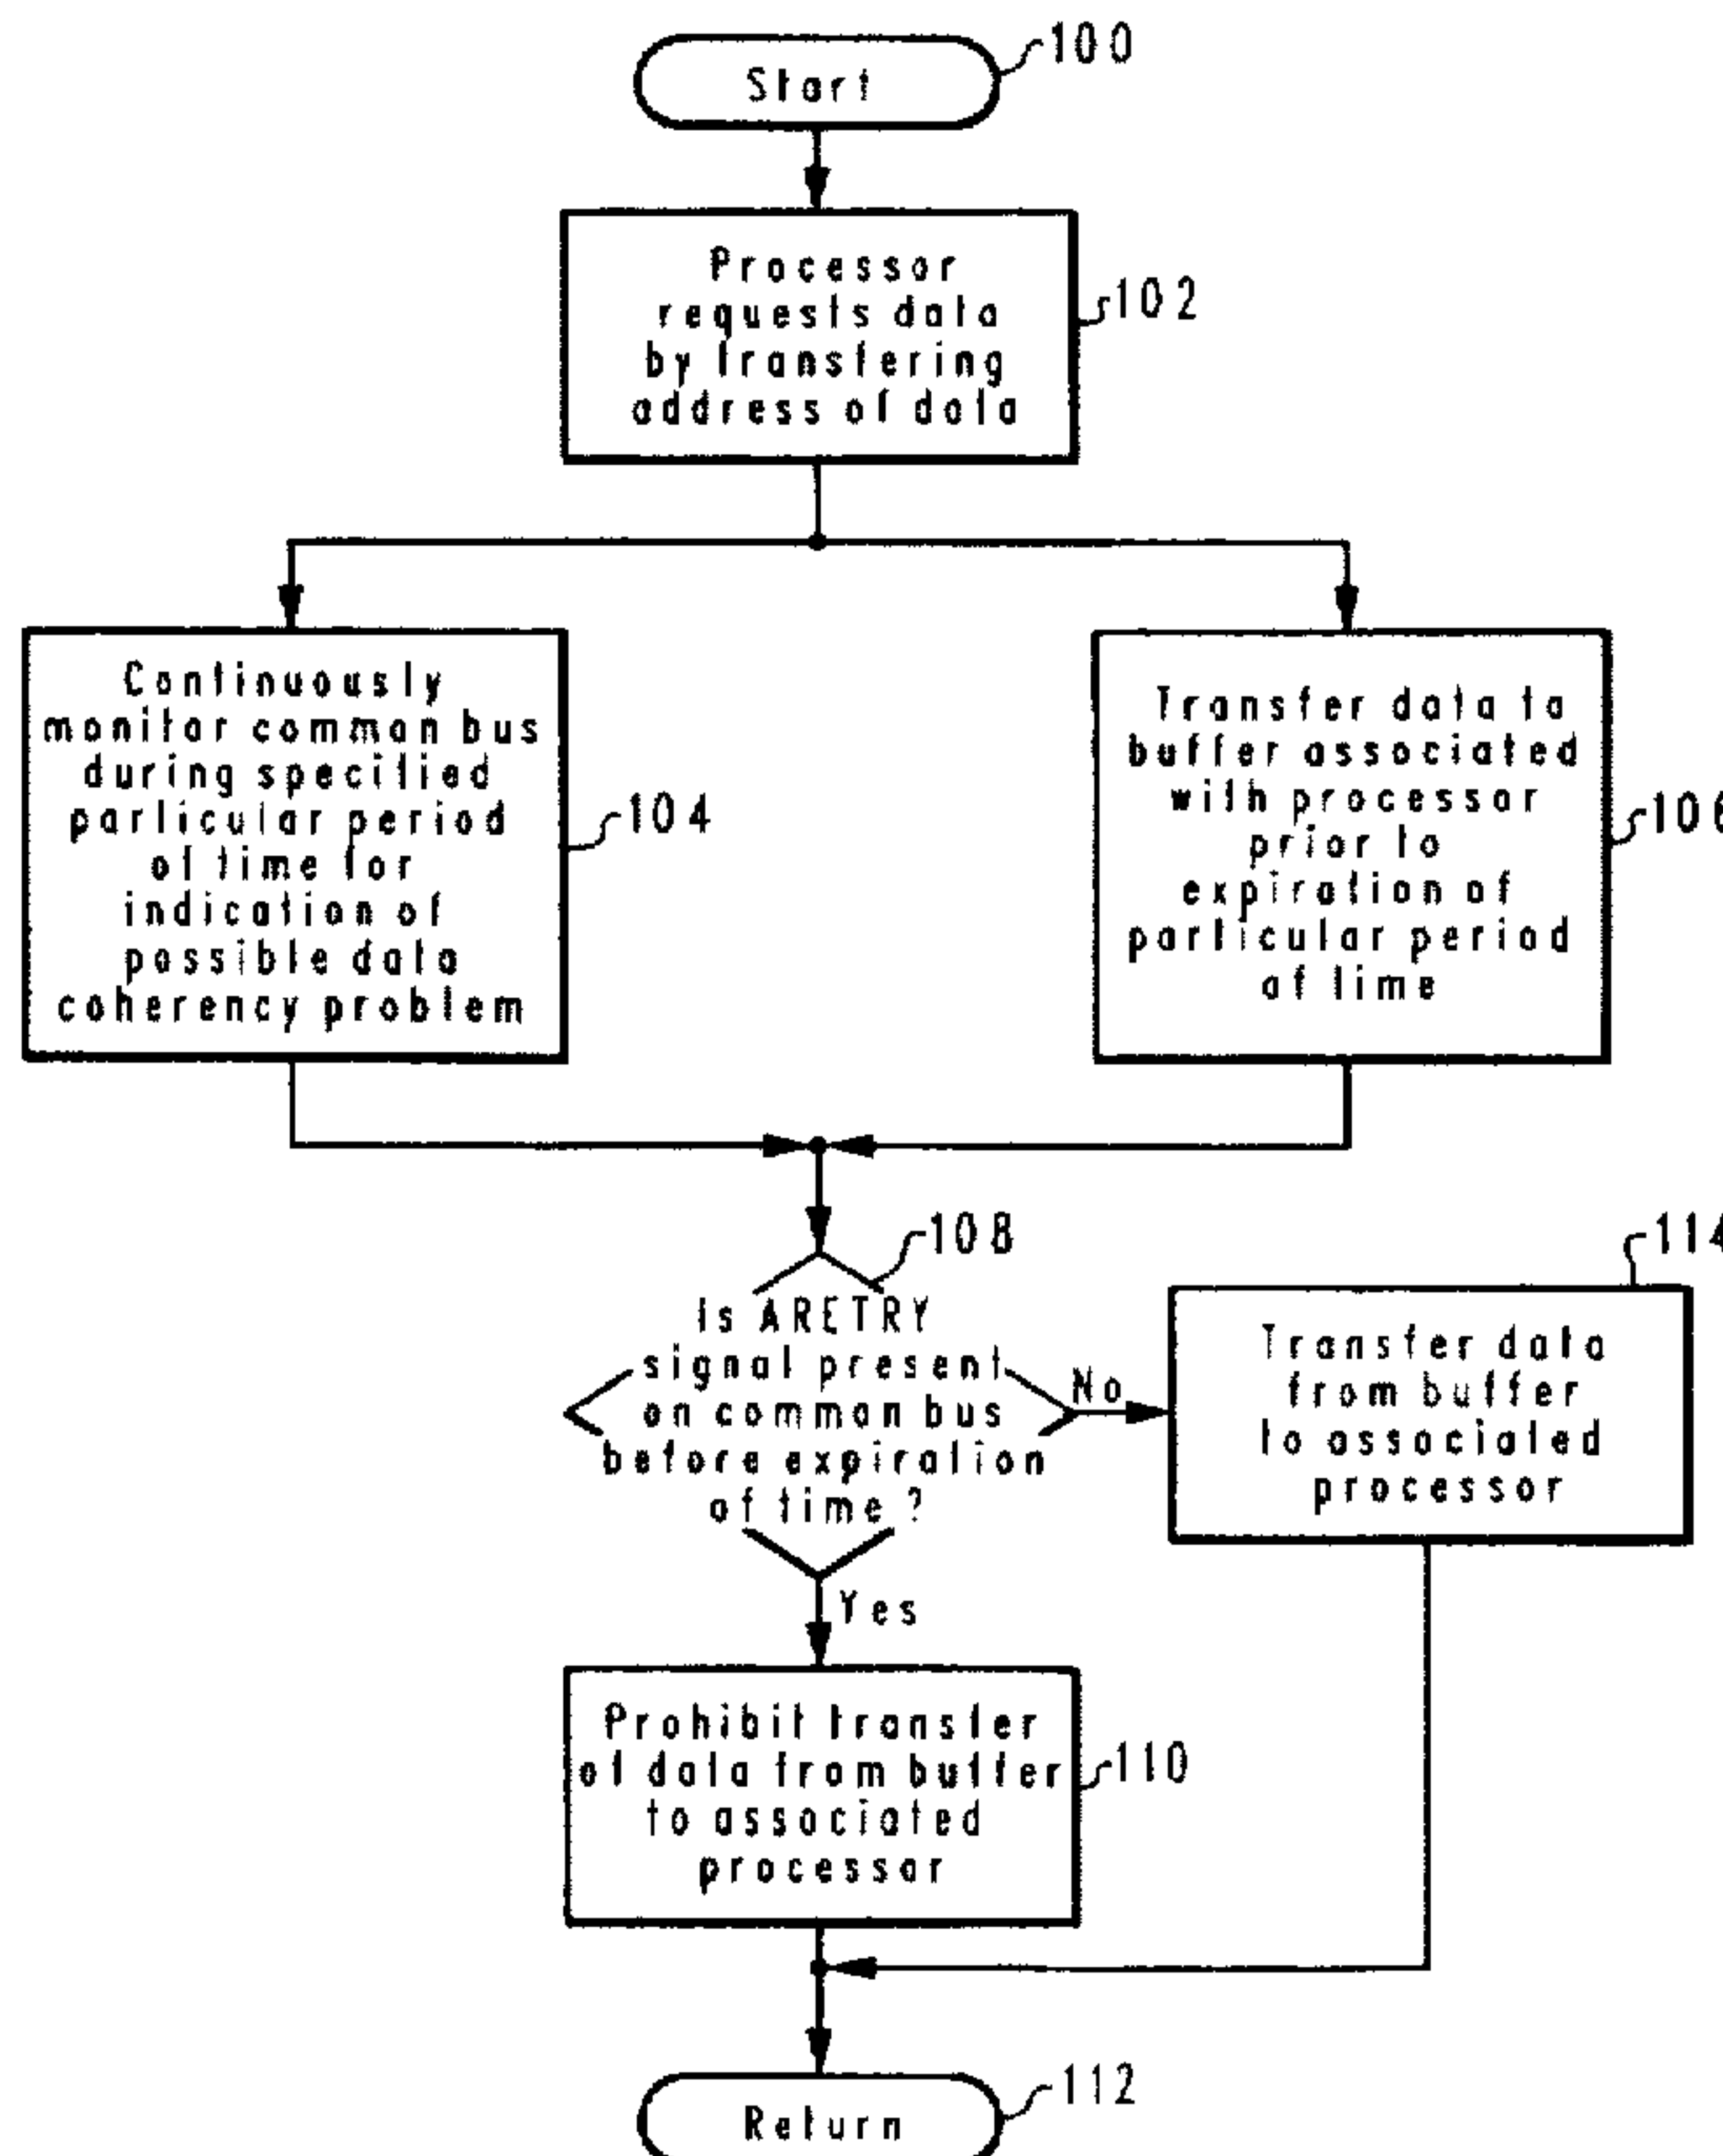 Start
100
Processor
requests data
by transfering
address of data
102
Continuously
monitor common bus
during specified
particular period
of time for
indication of
possible data
coherency problem
104
Transfer data to
buffer associated
with processor
prior to
expiration of
particular period
of time
106
108
Is ARETRY
signal present
on common bus
before expiration
of time ?
No
114
Transfer data
from buffer
to associated
processor
Yes
Prohibit transfer
of data from buffer
to associated
processor
110
Return
112